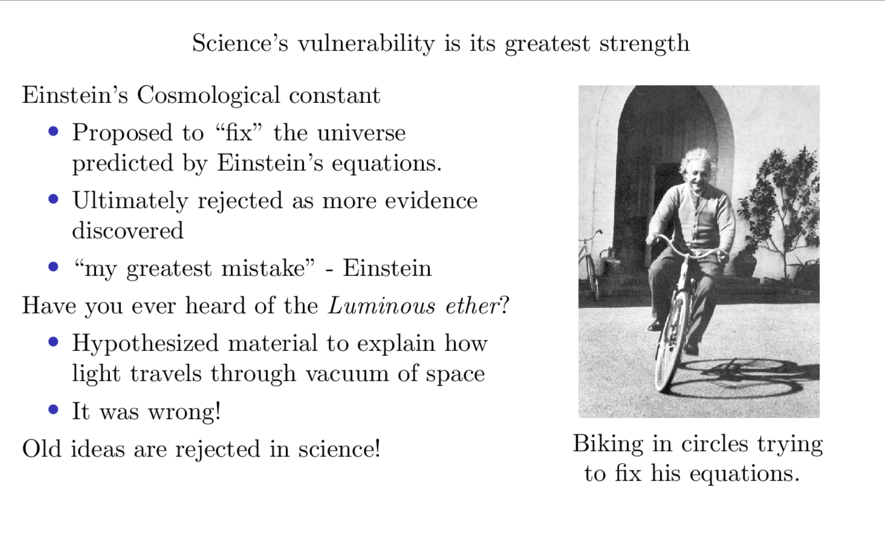 Science's vulnerability is its greatest strength
Einstein's Cosmological constant
• Proposed to “fix” the universe
predicted by Einstein's equations.
• Ultimately rejected as more evidence
discovered
• “my greatest mistake” - Einstein
Have you ever heard of the Luminous ether?
• Hypothesized material to explain how
light travels through vacuum of space
• It was wrong!
Old ideas are rejected in science!
Biking in circles trying
to fix his equations.